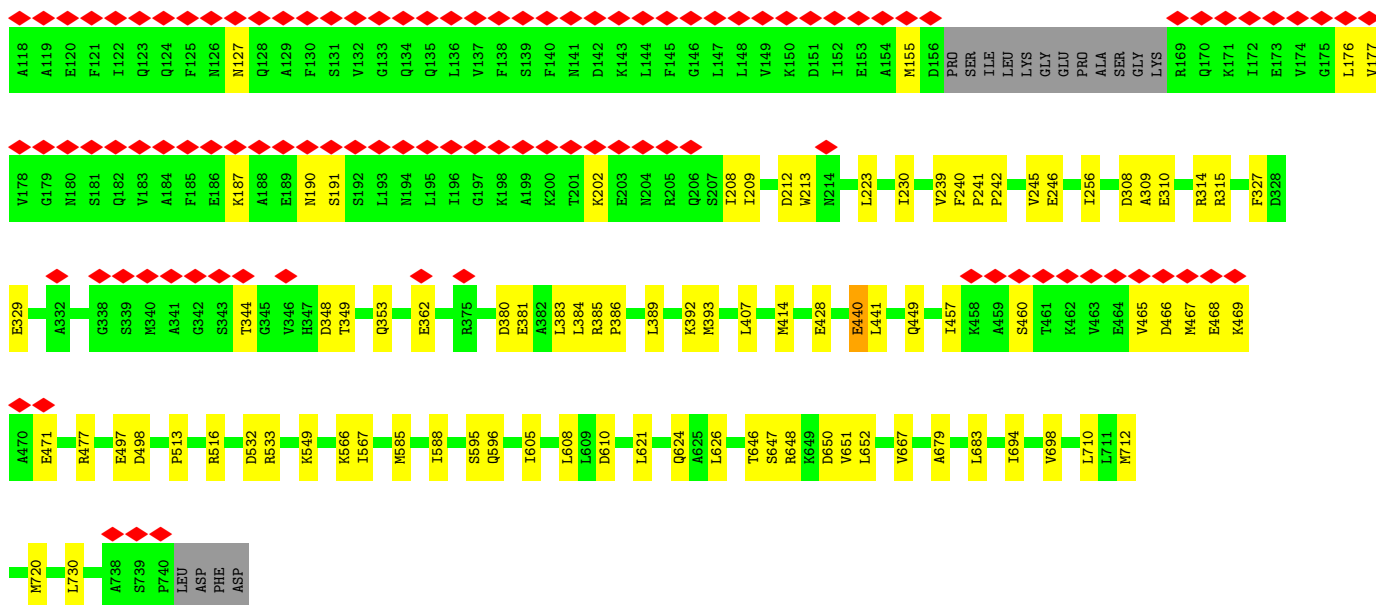 A118 A119 E120 F121 I122 Q123 Q124 F125 N126 N127 Q128 A129 F130 S131 V132 G133 Q134 Q135 L136 V137 F138 S139 F140 N141 D142 K143 L144 F145 G146 L147 L148 V149 K150 D151 I152 E153 A154 M155 D156 PRO SER ILE LEU LYS GLY GLU PRO ALA SER GLY LYS R169 Q170 K171 I172 E173 V174 G175 L176 V177
V178 G179 N180 S181 Q182 V183 A184 F185 E186 K187 A188 E189 N190 S191 S192 L193 N194 L195 I196 G197 K198 A199 K200 T201 K202 E203 N204 R205 Q206 S207 I208 I209 D212 W213 N214 L223 I230 V239 F240 P241 P242 V245 E246 I256 D308 A309 E310 R314 R315 F327 D328
E329 A332 G338 S339 M340 A341 G342 S343 T344 G345 V346 H347 D348 T349 Q353 E362 R375 D380 E381 A382 L383 L384 R385 P386 L389 K392 M393 L407 M414 E428 E440 L441 Q449 I457 K458 A459 S460 T461 K462 V463 E464 V465 D466 M467 E468 K469
A470 E471 R477 E497 D498 P513 R516 D532 R533 K549 K566 I567 M585 I588 S595 Q596 I605 L608 L609 D610 L621 Q624 A625 L626 T646 S647 R648 K649 D650 V651 L652 V667 A679 L683 I694 V698 L710 L711 M712
M720 L730 A738 S739 P740 LEU ASP PHE ASP